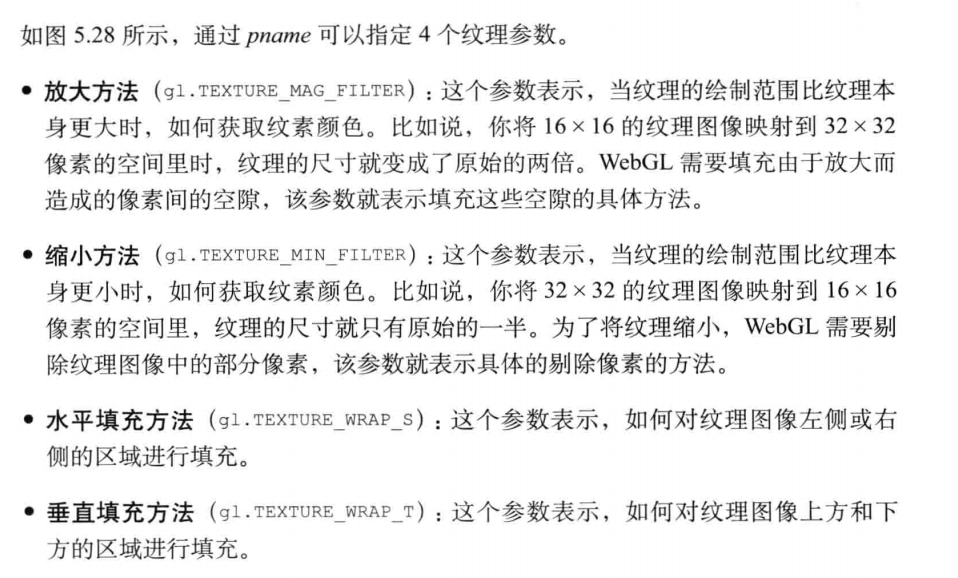 如图 5.28 所示，通过 pname 可以指定 4 个纹理参数。
• 放大方法（gl.TEXTURE_MAG_FILTER）：这个参数表示，当纹理的绘制范围比纹理本
身更大时，如何获取纹素颜色。比如说，你将 16×16 的纹理图像映射到 32×32
像素的空间里时，纹理的尺寸就变成了原始的两倍。WebGL 需要填充由于放大而
造成的像素间的空隙，该参数就表示填充这些空隙的具体方法。
• 缩小方法（gl.TEXTURE_MIN_FILTER）：这个参数表示，当纹理的绘制范围比纹理本
身更小时，如何获取纹素颜色。比如说，你将 32×32 的纹理图像映射到 16×16
像素的空间里，纹理的尺寸就只有原始的一半。为了将纹理缩小，WebGL 需要剔
除纹理图像中的部分像素，该参数就表示具体的剔除像素的方法。
• 水平填充方法（gl.TEXTURE_WRAP_S）：这个参数表示，如何对纹理图像左侧或右
侧的区域进行填充。
• 垂直填充方法（gl.TEXTURE_WRAP_T）：这个参数表示，如何对纹理图像上方和下
方的区域进行填充。